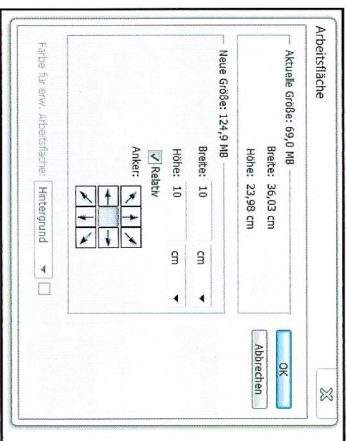 Arbeitsfläche
Aktuelle Größe: 69,0 MB
Breite: 36,03 cm
Höhe: 23,98 cm
OK
Abbrechen
Neue Größe: 124,9 MB
Breite: 10 cm
Höhe: 10 cm
Relativ
Anker:
Farbe für erw. Arbeitsfläche: Hintergrund